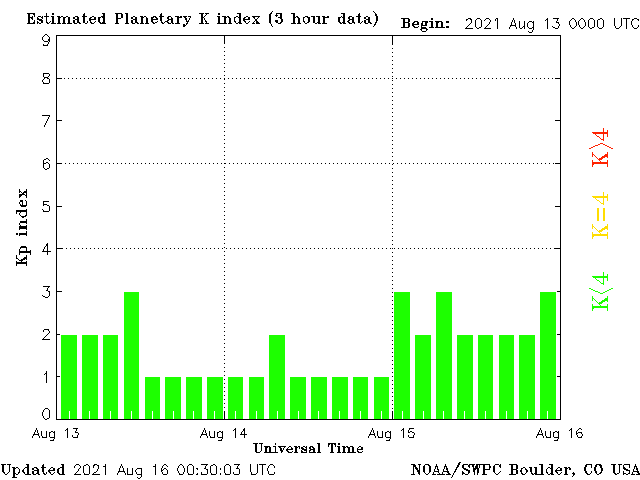 Estimated Planetary K index (3 hour data) Begin: 2021 Aug 13 0000 UTC
9
8
7
6
5
4
3
2
1
0
Kp index
K>4
K=4
K<4
Aug 13 Aug 14 Aug 15 Aug 16
Universal Time
Updated 2021 Aug 16 00:30:03 UTC NOAA/SWPC Boulder, CO USA